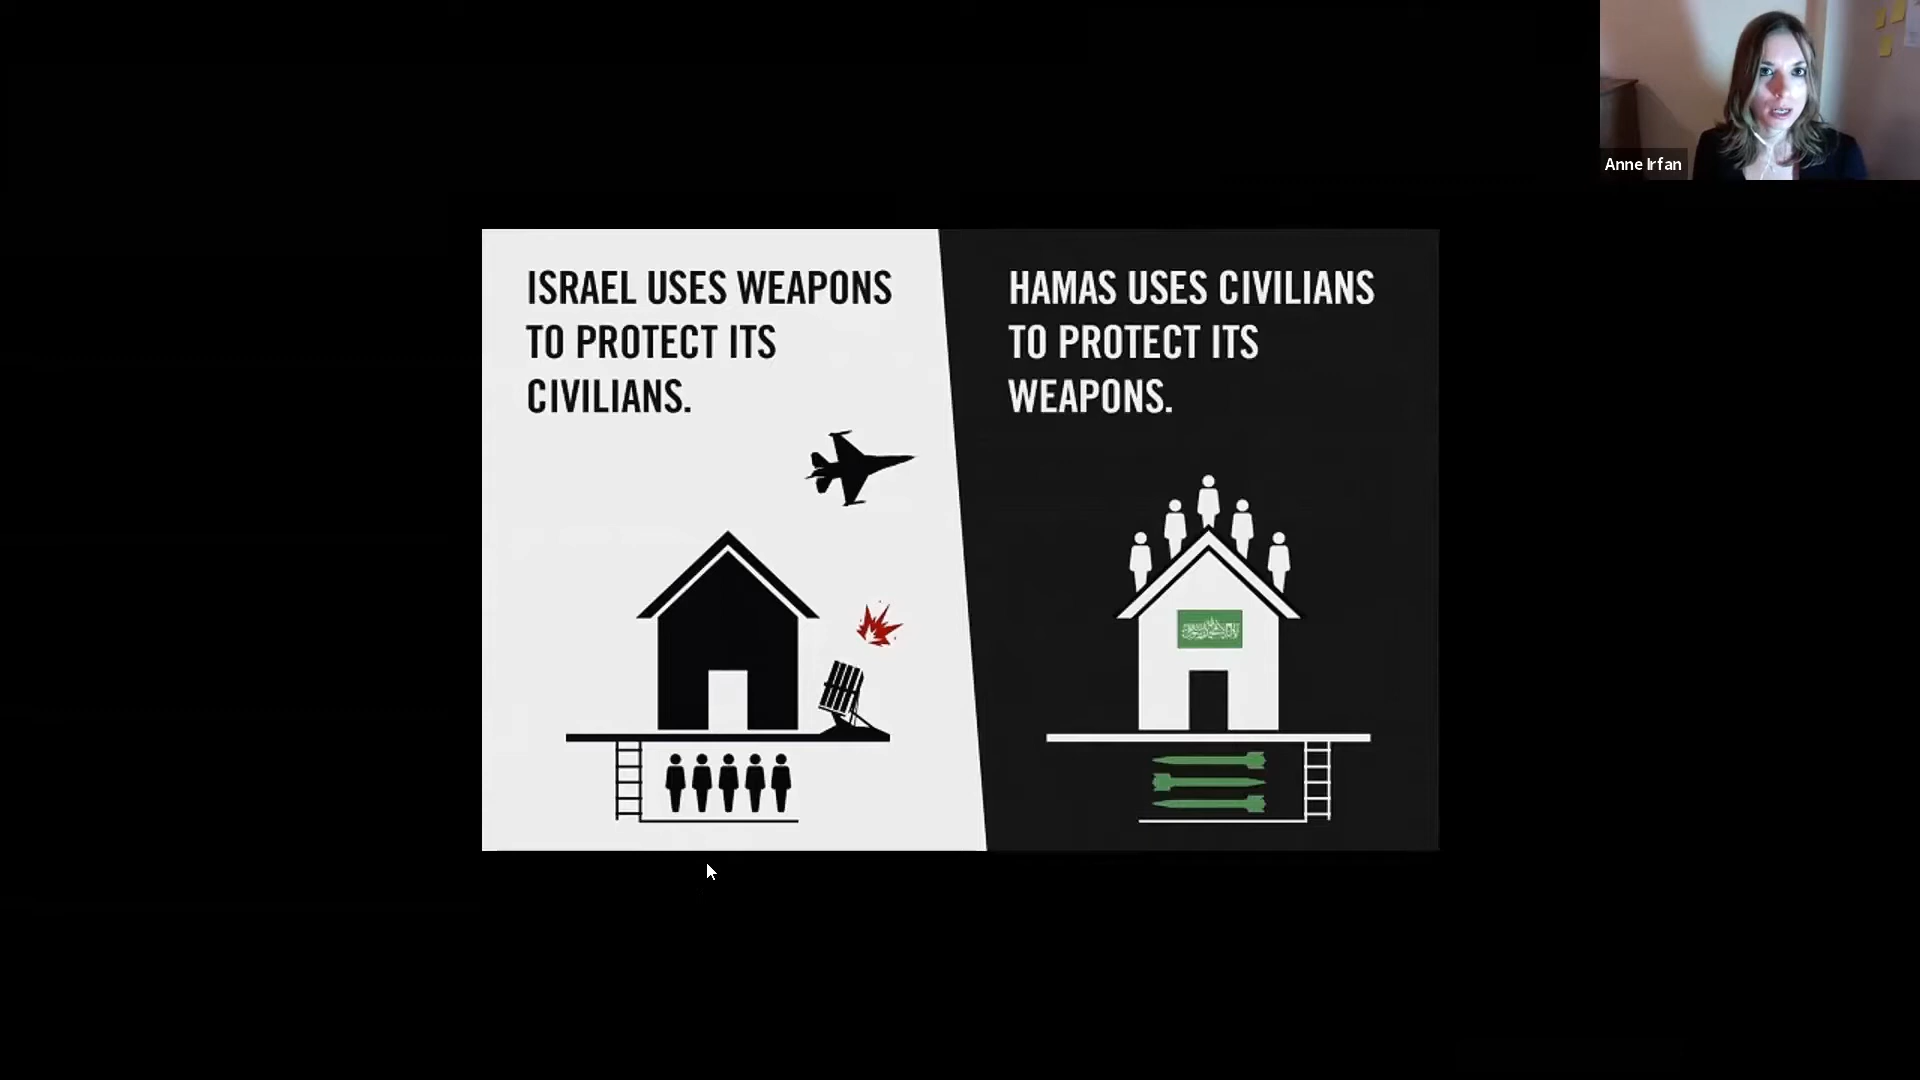 Anne Irfan
ISRAEL USES WEAPONS
TO PROTECT ITS
CIVILIANS.
HAMAS USES CIVILIANS
TO PROTECT ITS
WEAPONS.